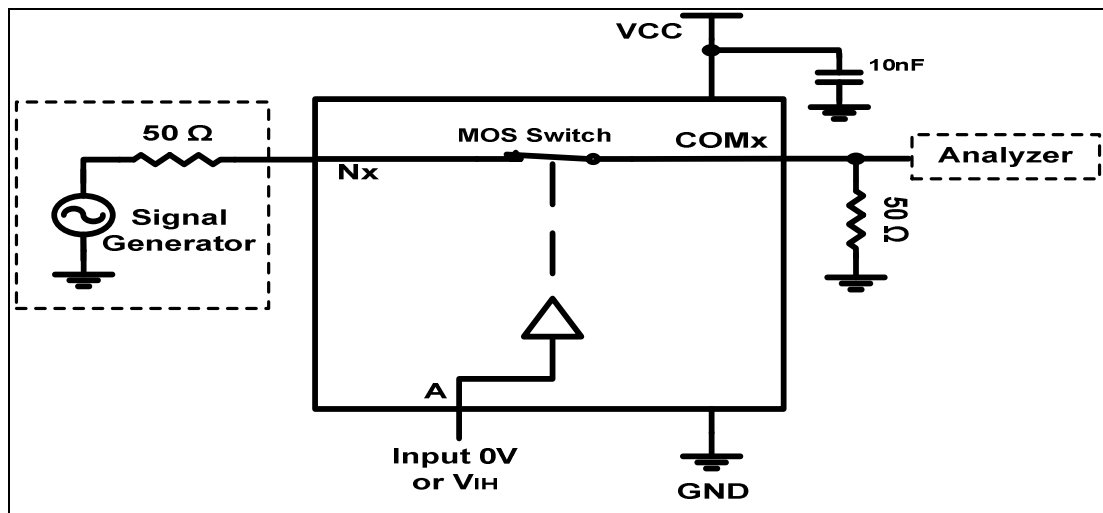 VCC
10nF
50 Ω
MOS Switch
COMx
Nx
Analyzer
Signal
Generator
50 Ω
A
Input 0V
or VIH
GND